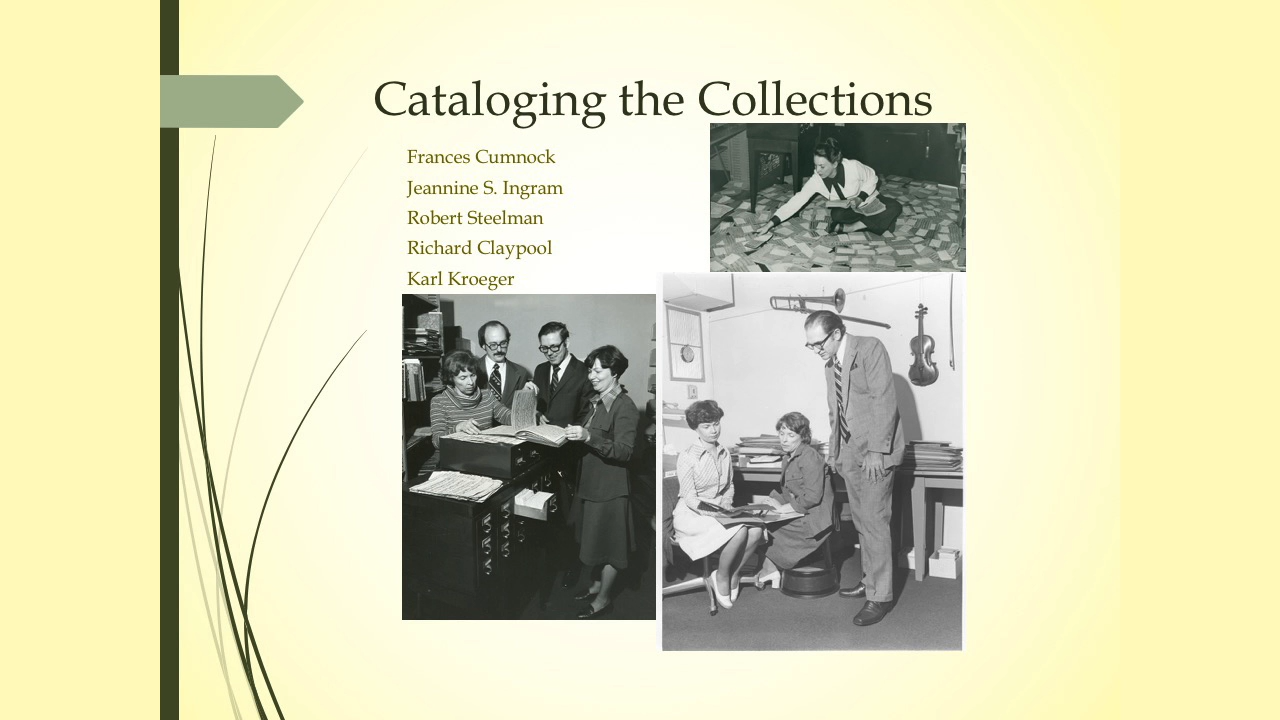 Cataloging the Collections
Frances Cumnock
Jeannine S. Ingram
Robert Steelman
Richard Claypool
Karl Kroeger